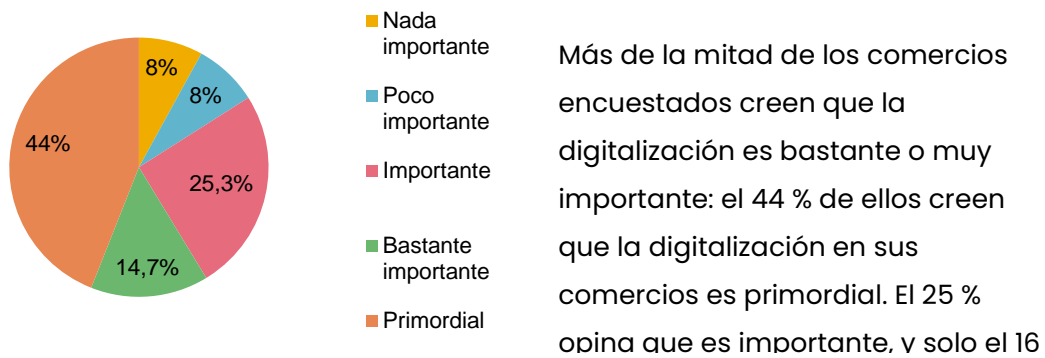 8%
8%
25,3%
14,7%
44%
Nada
importante
Poco
importante
Importante
Bastante
importante
Primordial
Más de la mitad de los comercios
encuestados creen que la
digitalización es bastante o muy
importante: el 44 % de ellos creen
que la digitalización en sus
comercios es primordial. El 25 %
opina que es importante, y solo el 16